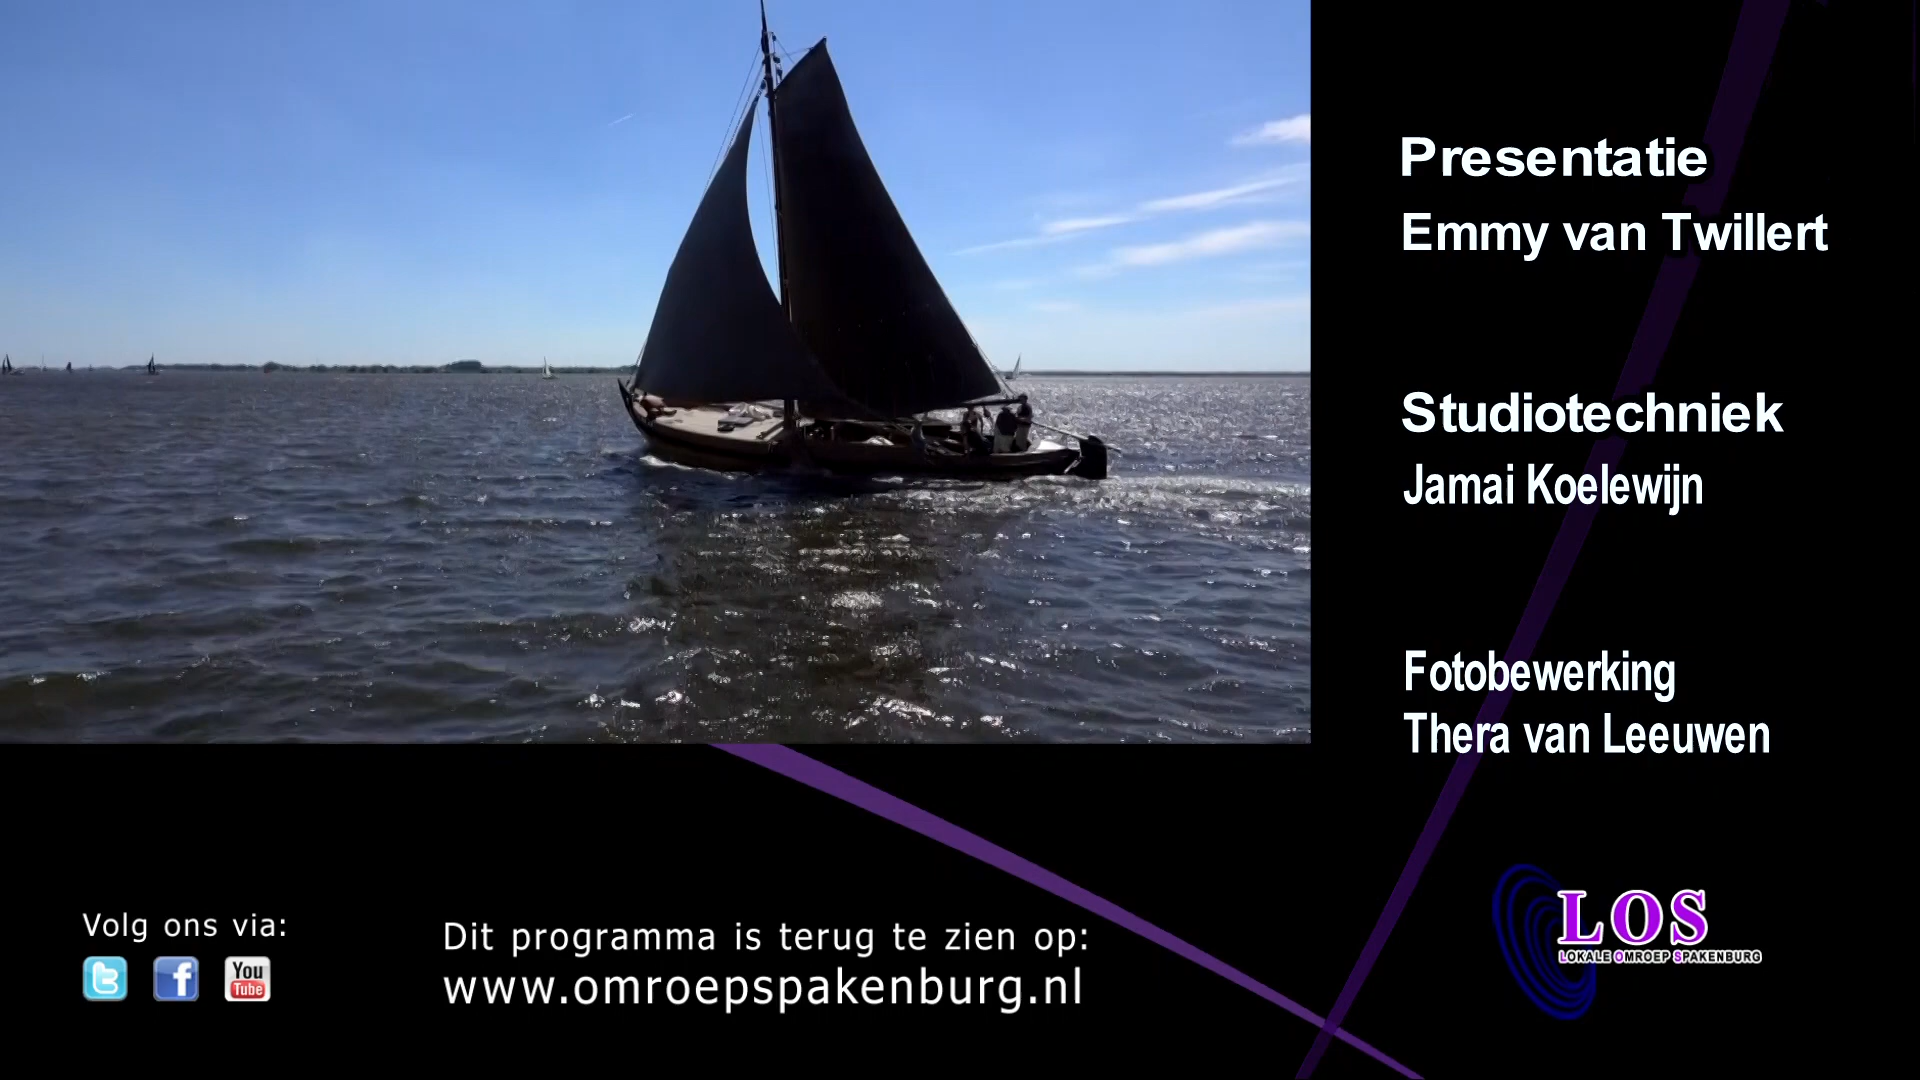 Presentatie
Emmy van Twillert
Studiotechniek
Jamai Koelewijn
Fotobewerking
Thera van Leeuwen
Volg ons via:
You
Tube
Dit programma is terug te zien op:
www.omroepspakenburg.nl
LOS
LOKALE OMROEP SPAKENBURG